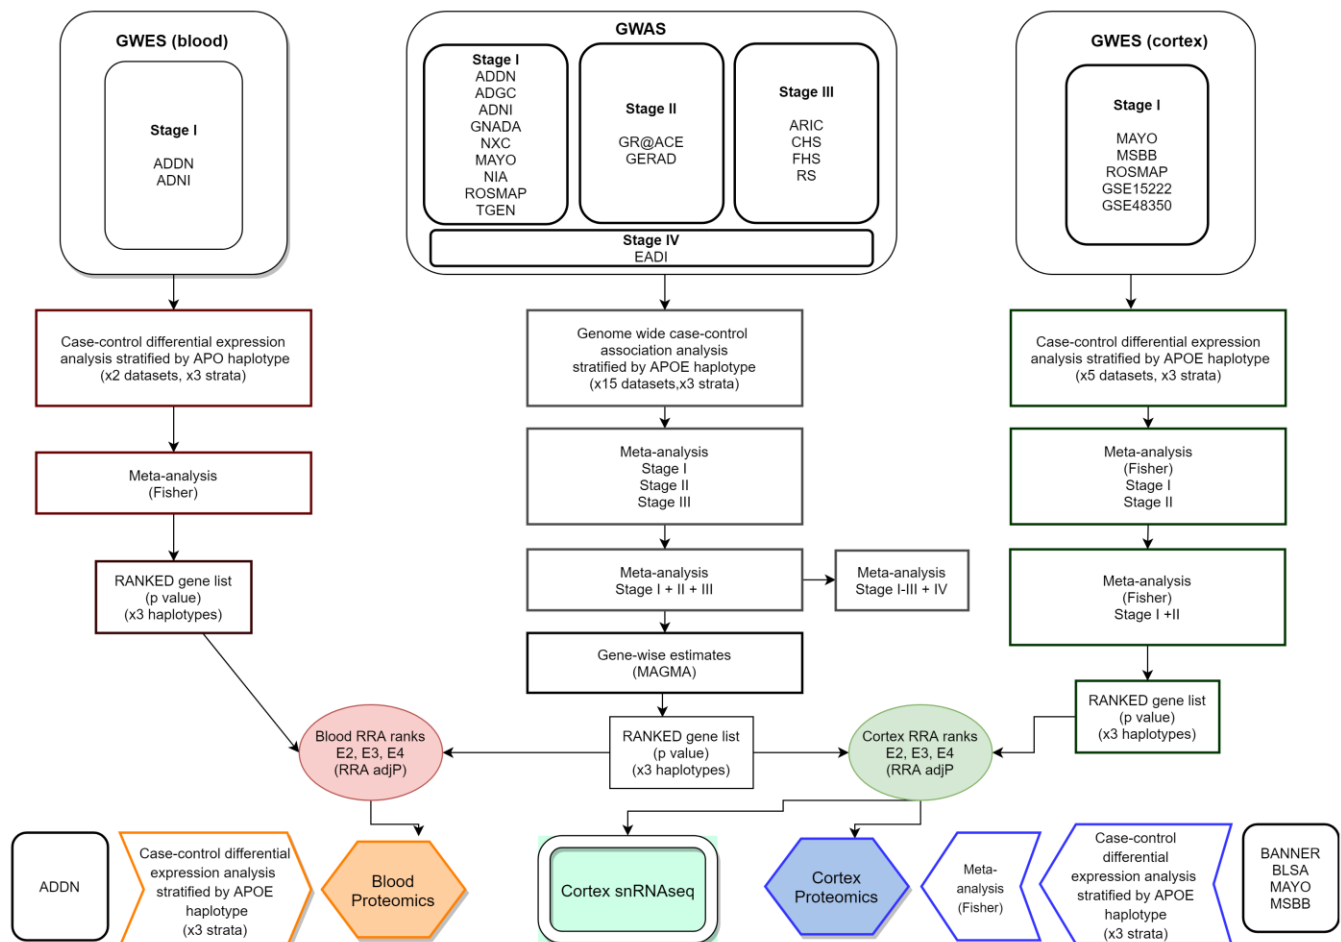 GWES (blood)
Stage I
ADDN
ADNI
GWAS
Stage I
ADDN
ADGC
ADNI
GNADA
NXC
MAYO
NIA
ROSMAP
TGEN
Stage II
GR@ACE
GERAD
Stage III
ARIC
CHS
FHS
RS
Stage IV
EADI
GWES (cortex)
Stage I
MAYO
MSBB
ROSMAP
GSE15222
GSE48350
Case-control differential expression
analysis stratified by APO haplotype
(x2 datasets, x3 strata)
Genome wide case-control
association analysis
stratified by APOE haplotype
(x15 datasets,x3 strata)
Case-control differential expression
analysis stratified by APOE haplotype
(x5 datasets, x3 strata)
Meta-analysis
(Fisher)
Meta-analysis
Stage I
Stage II
Stage III
Meta-analysis
(Fisher)
Stage I
Stage II
RANKED gene list
(p value)
(x3 haplotypes)
Meta-analysis
Stage I + II + III
Meta-analysis
Stage I-III + IV
Meta-analysis
(Fisher)
Stage I +II
Gene-wise estimates
(MAGMA)
Blood RRA ranks
E2, E3, E4
(RRA adjP)
RANKED gene list
(p value)
(x3 haplotypes)
Cortex RRA ranks
E2, E3, E4
(RRA adjP
RANKED gene list
(p value)
(x3 haplotypes)
ADDN
Case-control differential
expression analysis
stratified by APOE
haplotype
(x3 strata)
Blood
Proteomics
Cortex snRNAseq
Cortex
Proteomics
Meta-
analysis
(Fisher)
Case-control
differential
expression analysis
stratified by APOE
haplotype
(x3 strata)
BANNER
BLSA
MAYO
MSBB